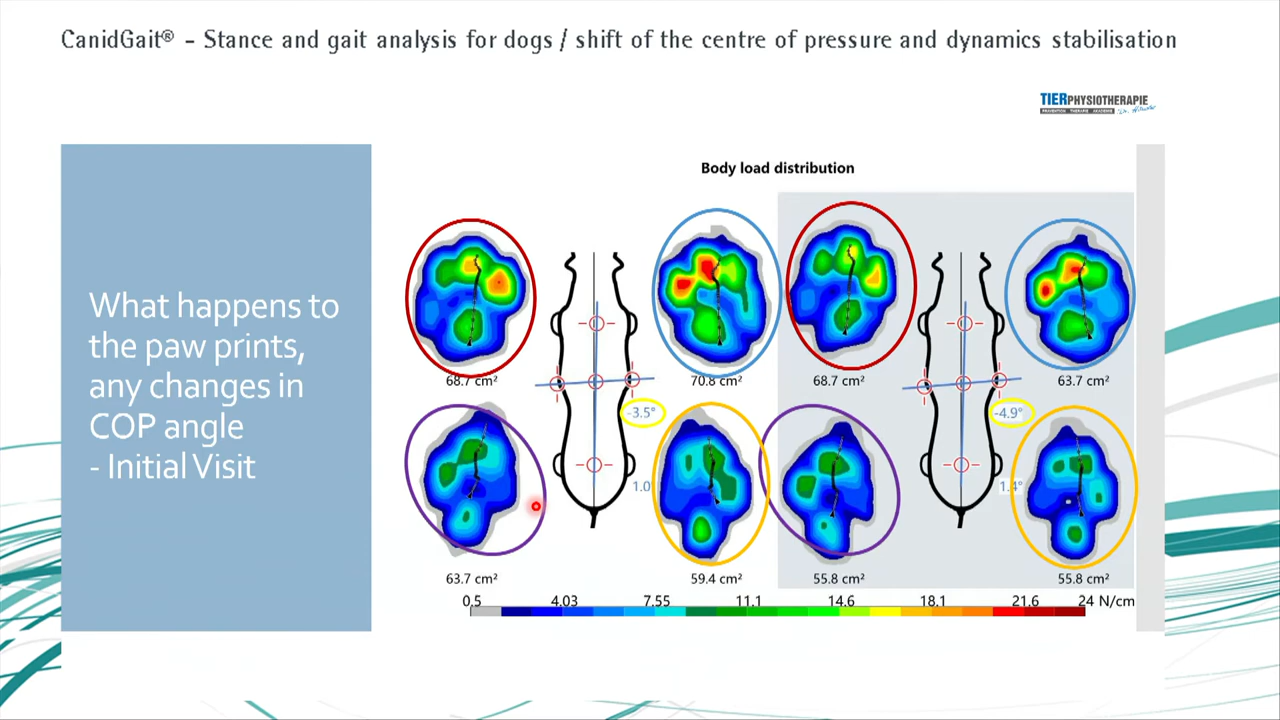 CanidGait® - Stance and gait analysis for dogs / shift of the centre of pressure and dynamics stabilisation
TIERPHYSIOTHERAPIE
PRÄVENTION THERAPIE AKADEMIE
What happens to
the paw prints,
any changes in
COP angle
- Initial Visit
Body load distribution
68.7 cm² 70.8 cm² 68.7 cm² 63.7 cm²
-3.5° -4.9°
1.0 1.4°
63.7 cm² 59.4 cm² 55.8 cm² 55.8 cm²
0.5 4.03 7.55 11.1 14.6 18.1 21.6 24 N/cm